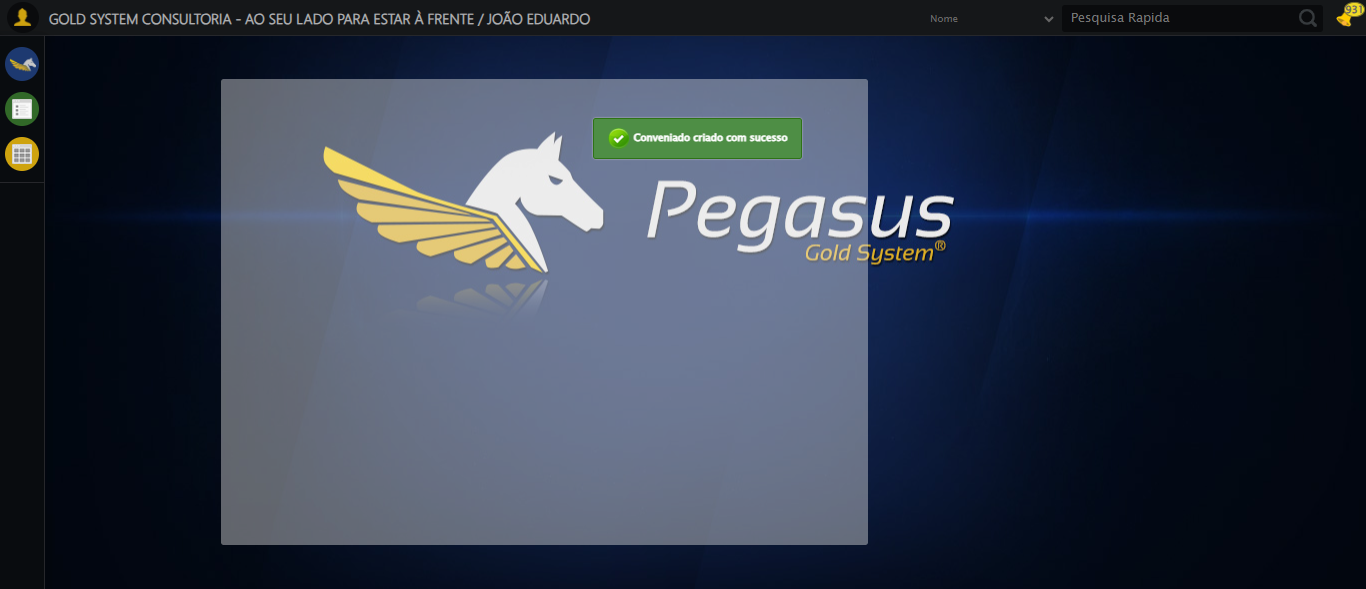 GOLD SYSTEM CONSULTORIA - AO SEU LADO PARA ESTAR À FRENTE / JOÃO EDUARDO
Nome
Pesquisa Rapida
931
Conveniado criado com sucesso
Pegasus
Gold System®